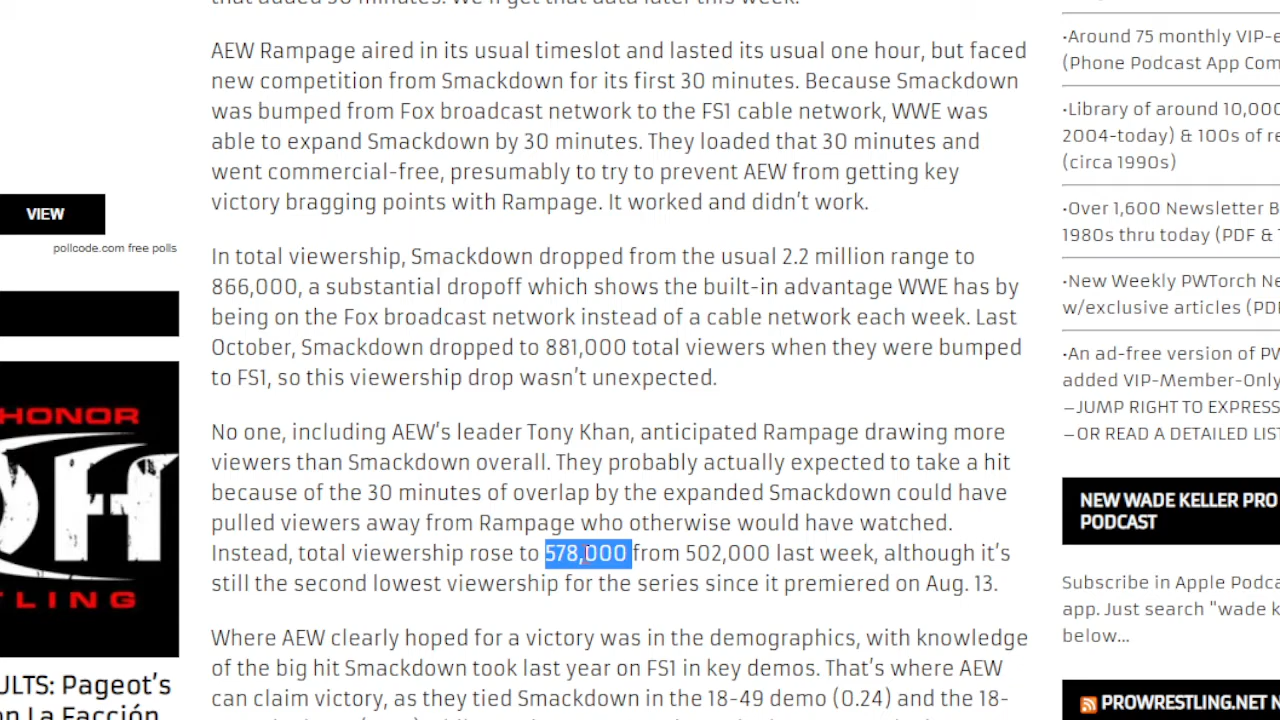 that added 30 minutes. We'll get that data later this week.
AEW Rampage aired in its usual timeslot and lasted its usual one hour, but faced
new competition from Smackdown for its first 30 minutes. Because Smackdown
was bumped from Fox broadcast network to the FS1 cable network, WWE was
able to expand Smackdown by 30 minutes. They loaded that 30 minutes and
went commercial-free, presumably to try to prevent AEW from getting key
victory bragging points with Rampage. It worked and didn't work.
In total viewership, Smackdown dropped from the usual 2.2 million range to
866,000, a substantial dropoff which shows the built-in advantage WWE has by
being on the Fox broadcast network instead of a cable network each week. Last
October, Smackdown dropped to 881,000 total viewers when they were bumped
to FS1, so this viewership drop wasn't unexpected.
No one, including AEW's leader Tony Khan, anticipated Rampage drawing more
viewers than Smackdown overall. They probably actually expected to take a hit
because of the 30 minutes of overlap by the expanded Smackdown could have
pulled viewers away from Rampage who otherwise would have watched.
Instead, total viewership rose to 578,000 from 502,000 last week, although it's
still the second lowest viewership for the series since it premiered on Aug. 13.
Where AEW clearly hoped for a victory was in the demographics, with knowledge
of the big hit Smackdown took last year on FS1 in key demos. That's where AEW
can claim victory, as they tied Smackdown in the 18-49 demo (0.24) and the 18-
VIEW
pollcode.com free polls
HONOR
LING
ULTS: Pageot's
on La Facción
•Around 75 monthly VIP-e
(Phone Podcast App Com
•Library of around 10,000
2004-today) & 100s of re
(circa 1990s)
•Over 1,600 Newsletter B
1980s thru today (PDF &
•New Weekly PWTorch Ne
w/exclusive articles (PDF
•An ad-free version of PW
added VIP-Member-Only
–JUMP RIGHT TO EXPRESS
–OR READ A DETAILED LIST
NEW WADE KELLER PRO
PODCAST
Subscribe in Apple Podca
app. Just search "wade k
below...
PROWRESTLING.NET N